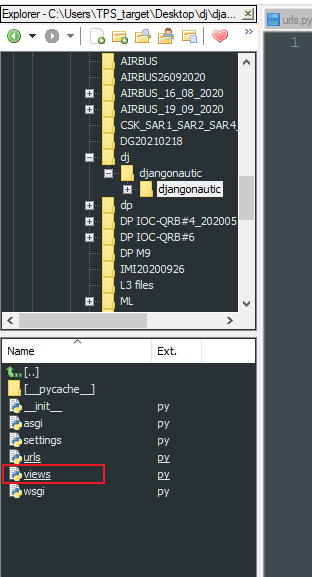 Explorer - C:\Users\TPS_target\Desktop\dj\dja...
urls.py
1
AIRBUS
AIRBUS26092020
AIRBUS_16_08_2020
AIRBUS_19_09_2020
CSK_SAR1_SAR2_SAR4_
DG20210218
dj
djangonautic
djangonautic
dp
DP IOC-QRB#4_202005
DP IOC-QRB#6
DP M9
IMI20200926
L3 files
ML
Name Ext.
[..]
[__pycache__]
__init__ py
asgi py
settings py
urls py
views py
wsgi py